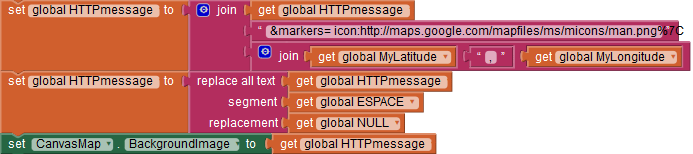 set global HTTPmessage to join get global HTTPmessage
" &markers= icon:http://maps.google.com/mapfiles/ms/micons/man.png%7C
join get global MyLatitude " , " get global MyLongitude
set global HTTPmessage to replace all text get global HTTPmessage
segment get global ESPACE
replacement get global NULL
set CanvasMap . BackgroundImage to get global HTTPmessage